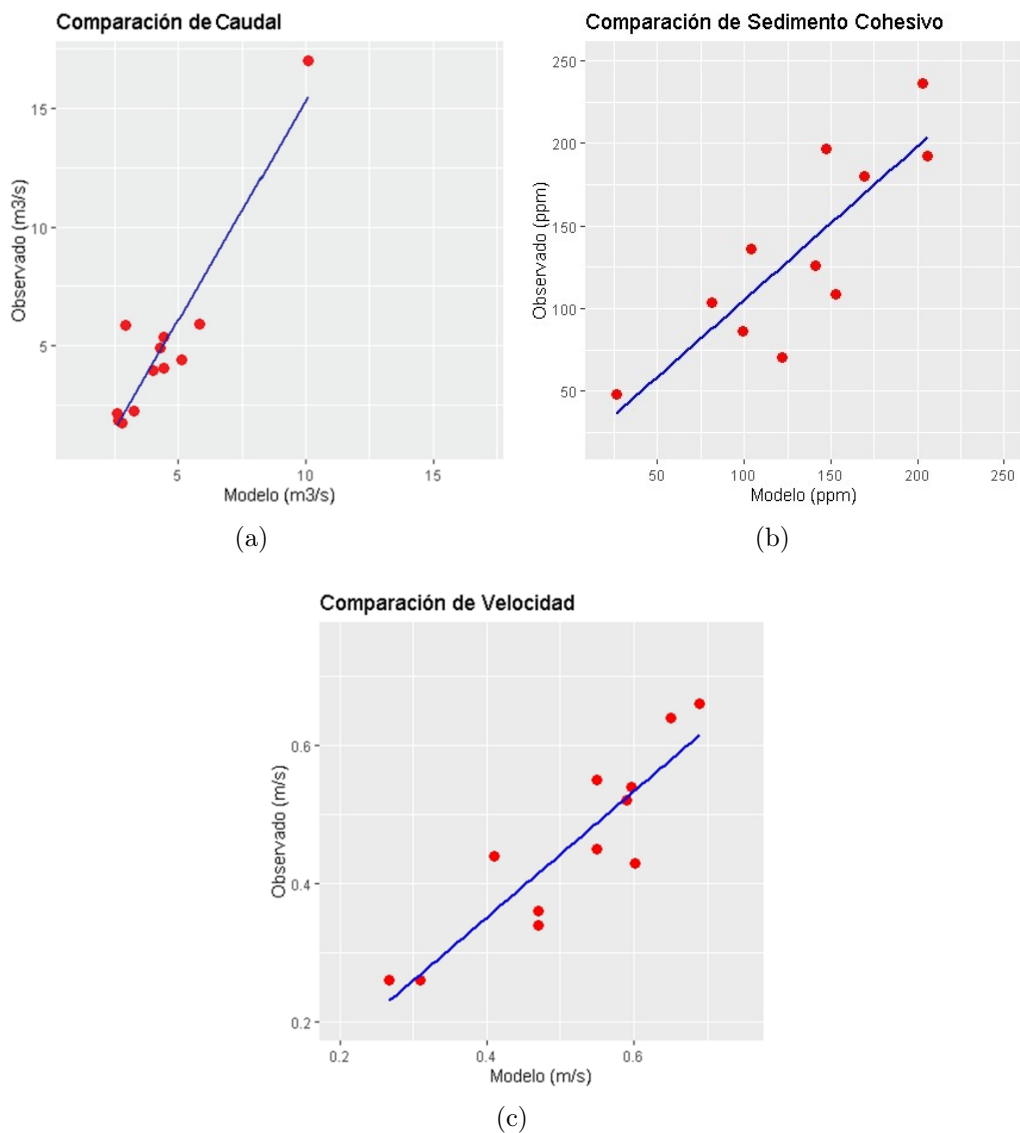 Comparación de Caudal
Observado (m3/s)
15
10
5
5
10
15
Modelo (m3/s)
(a)
Comparación de Sedimento Cohesivo
Observado (ppm)
250
200
150
100
50
50
100
150
200
250
Modelo (ppm)
(b)
Comparación de Velocidad
Observado (m/s)
0.6
0.4
0.2
0.2
0.4
0.6
Modelo (m/s)
(c)